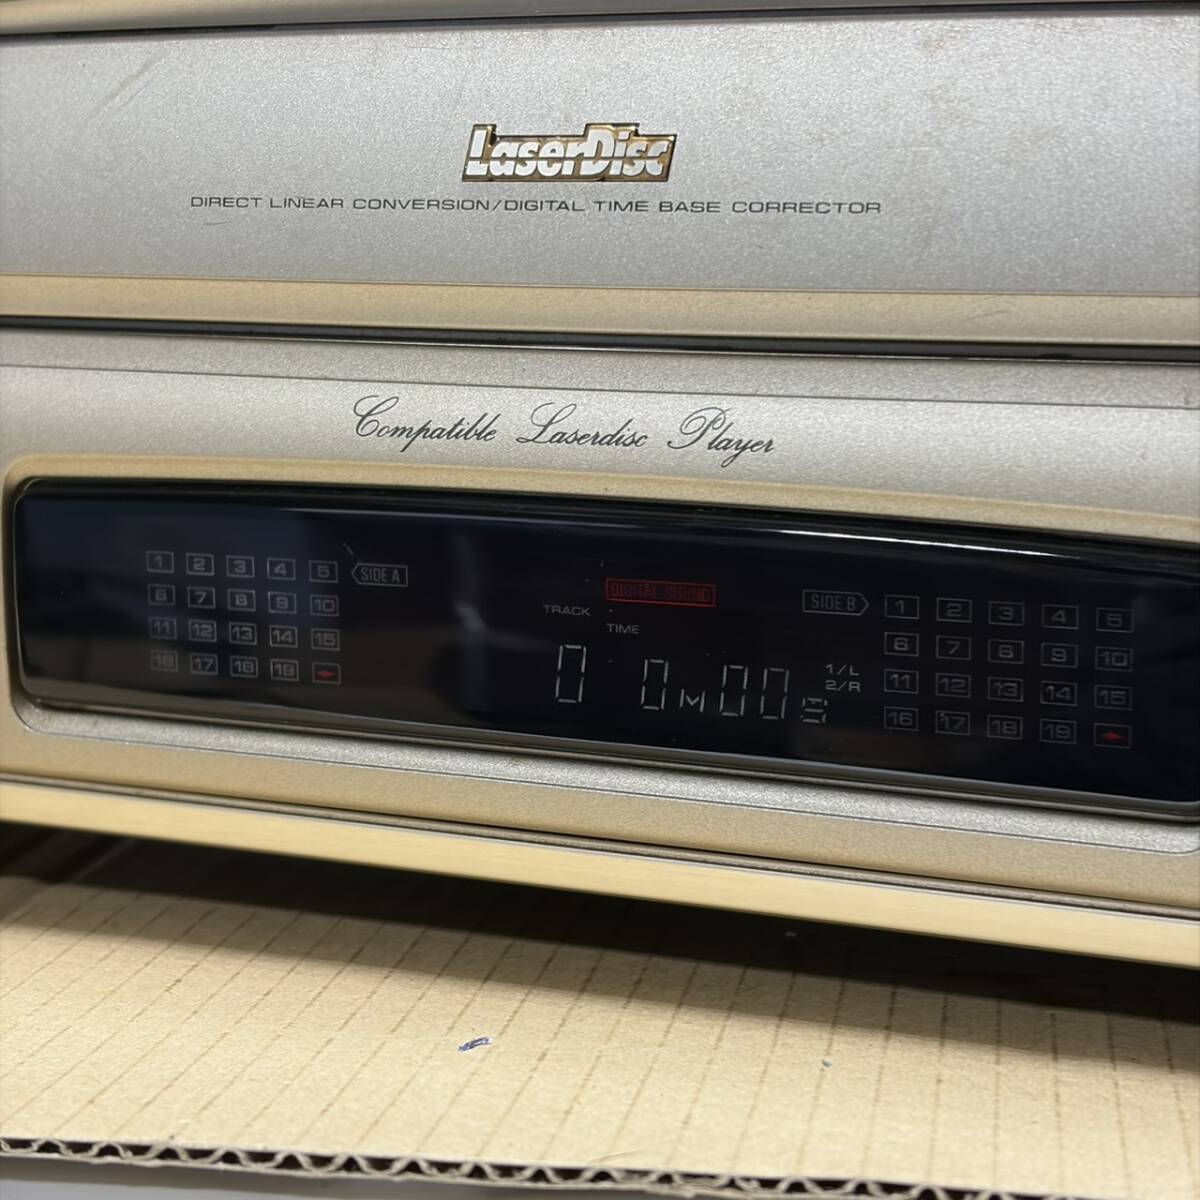 LaserDisc
DIRECT LINEAR CONVERSION/DIGITAL TIME BASE CORRECTOR
Compatible Laserdisc Player
1 2 3 4 5 SIDE A
6 7 8 9 10
11 12 13 14 15
16 17 18 19
DIGITAL SOUND
TRACK
TIME
0 0M00S
1/L
2/R
SIDE B 1 2 3 4 5
6 7 8 9 10
11 12 13 14 15
16 17 18 19